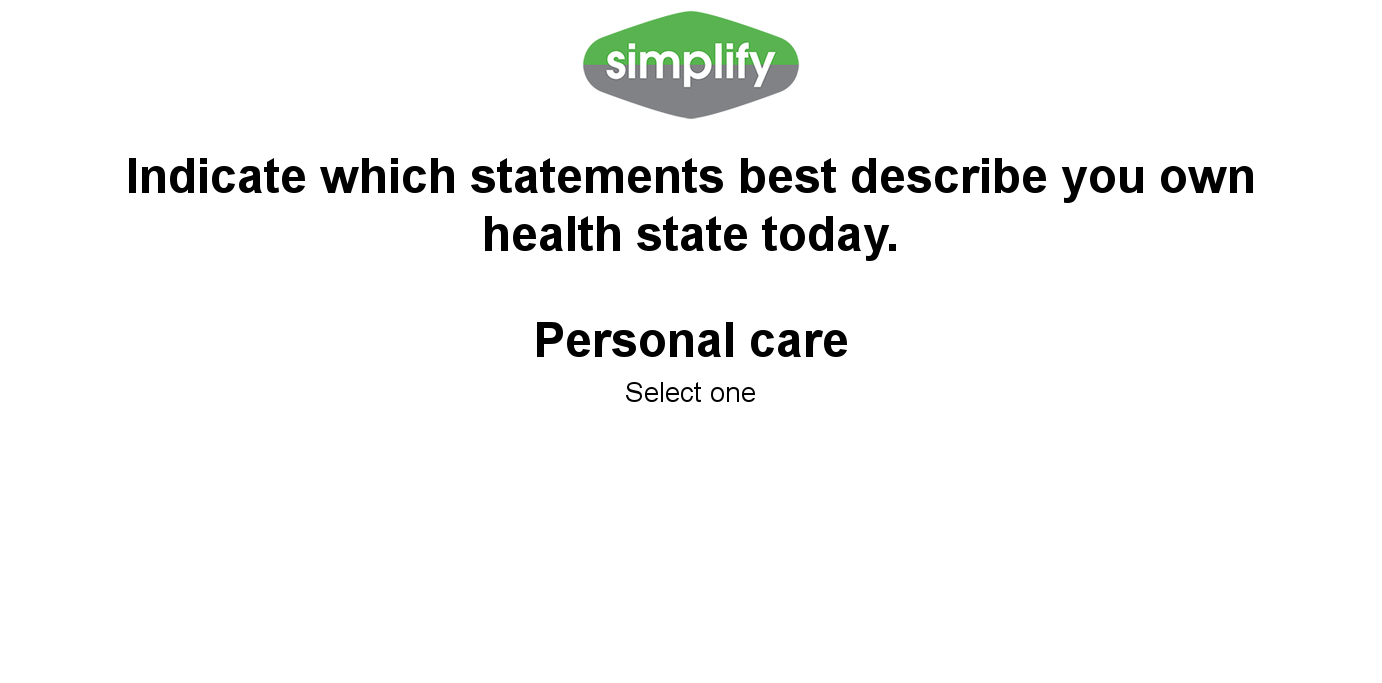 simplify
Indicate which statements best describe you own
health state today.
Personal care
Select one